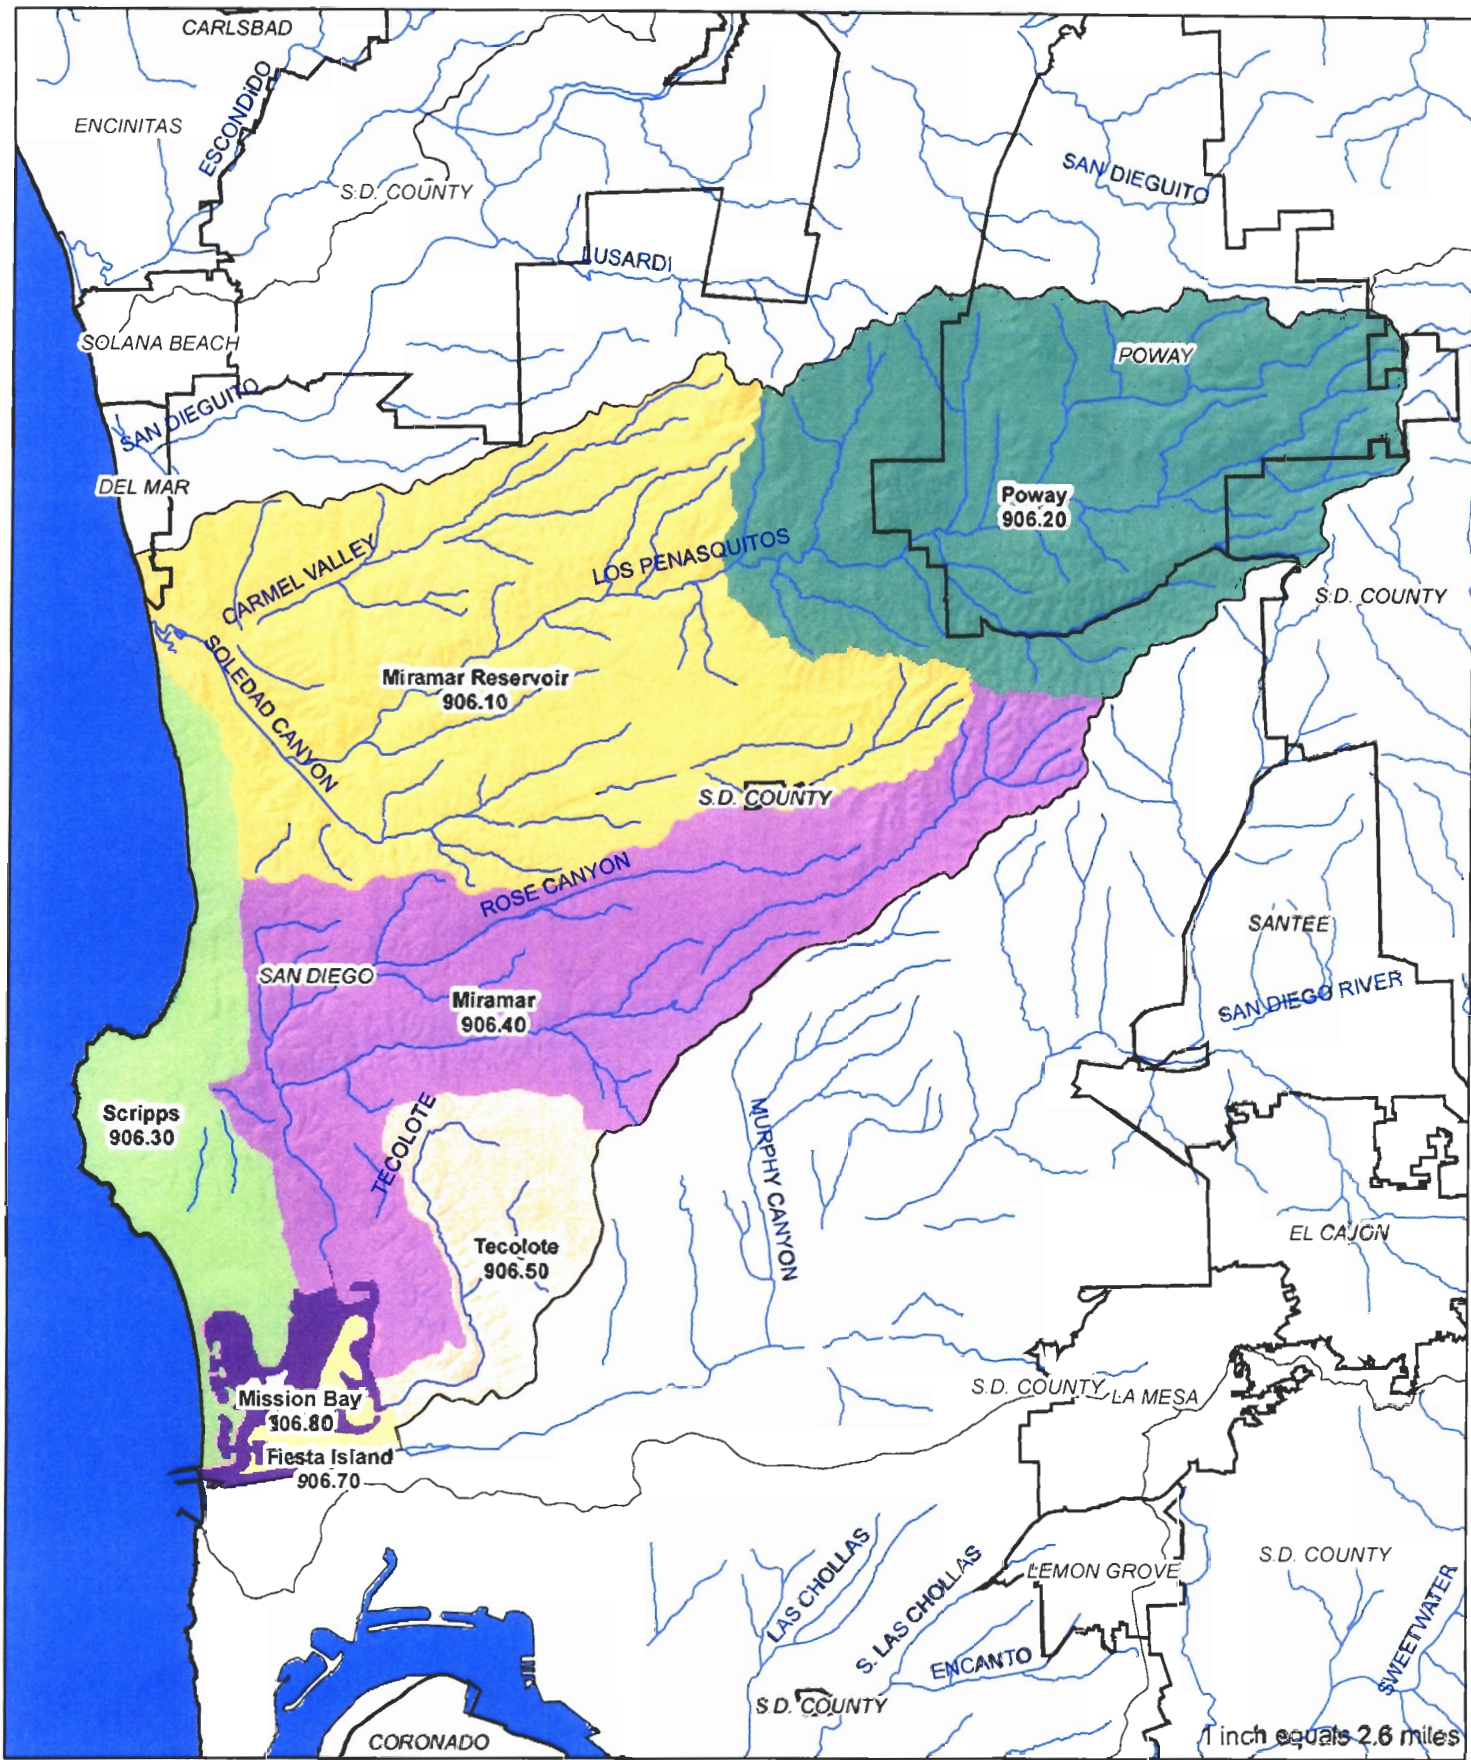 CARLSBAD
ESCONDIDO
ENCINITAS
S.D. COUNTY
SAN DIEGUITO
LUSARDI
SOLANA BEACH
POWAY
SAN DIEGUITO
DEL MAR
Poway
906.20
LOS PENASQUITOS
CARMEL VALLEY
S.D. COUNTY
SOLEDAD CANYON
Miramar Reservoir
906.10
S.D. COUNTY
ROSE CANYON
SANTEE
SAN DIEGO
SAN DIEGO RIVER
Miramar
906.40
Scripps
906.30
TECOLOTE
MURPHY CANYON
EL CAJON
Tecolote
906.50
S.D. COUNTY
LA MESA
Mission Bay
906.80
Fiesta Island
906.70
LAS CHOLLAS
S. LAS CHOLLAS
LEMON GROVE
S.D. COUNTY
ENCANTO
SWEETWATER
S.D. COUNTY
CORONADO
1 inch equals 2.6 miles